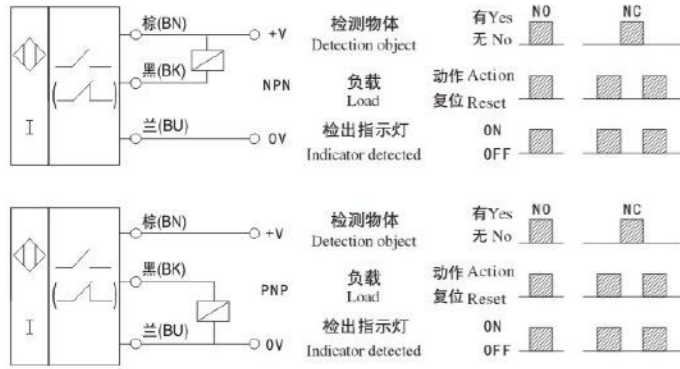 棕(BN)
+V
检测物体
Detection object
有Yes
无 No
NO
NC
黑(BK)
NPN
负载
Load
动作 Action
复位 Reset
I
兰(BU)
0V
检出指示灯
Indicator detected
ON
OFF
棕(BN)
+V
检测物体
Detection object
有Yes
无 No
NO
NC
黑(BK)
PNP
负载
Load
动作 Action
复位 Reset
I
兰(BU)
0V
检出指示灯
Indicator detected
ON
OFF